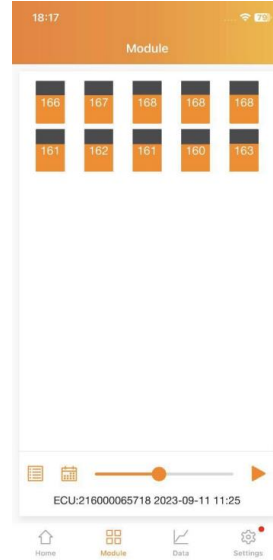 18:17
70
Module
166 167 168 168 168
161 162 161 160 163
ECU:216000065718 2023-09-11 11:25
Home Module Data Settings